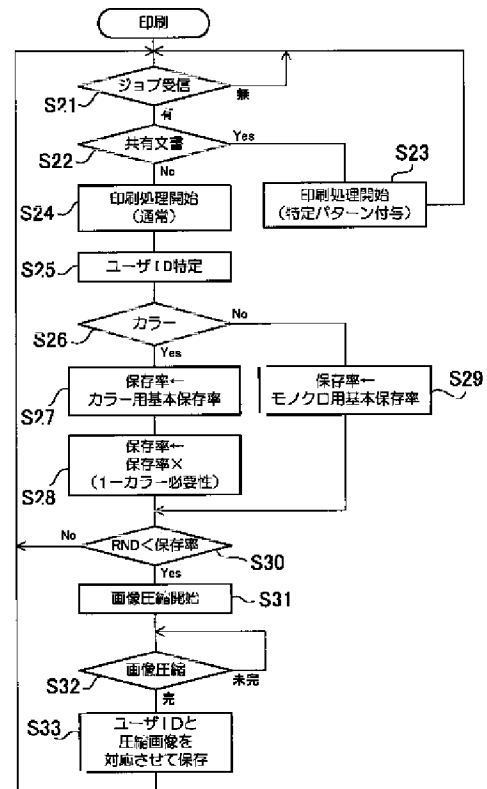 印刷
ジョブ受信
無
S21
有
共有文書
Yes
S22
No
S23
印刷処理開始
(特定パターン付与)
S24
印刷処理開始
(通常)
S25
ユーザID特定
カラー
No
S26
Yes
S27
保存率←
カラー用基本保存率
保存率←
モノクロ用基本保存率
S29
S28
保存率←
保存率×
(1ーカラー必要性)
No
RND<保存率
S30
Yes
画像圧縮開始
S31
画像圧縮
S32
未完
完
S33
ユーザIDと
圧縮画像を
対応させて保存